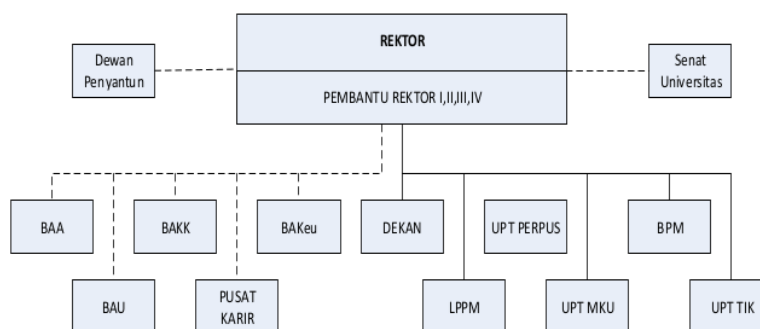 REKTOR
Dewan
Penyantun
Senat
Universitas
PEMBANTU REKTOR I,II,III,IV
BAA
BAKK
BAKeu
DEKAN
UPT PERPUS
BPM
BAU
PUSAT
KARIR
LPPM
UPT MKU
UPT TIK